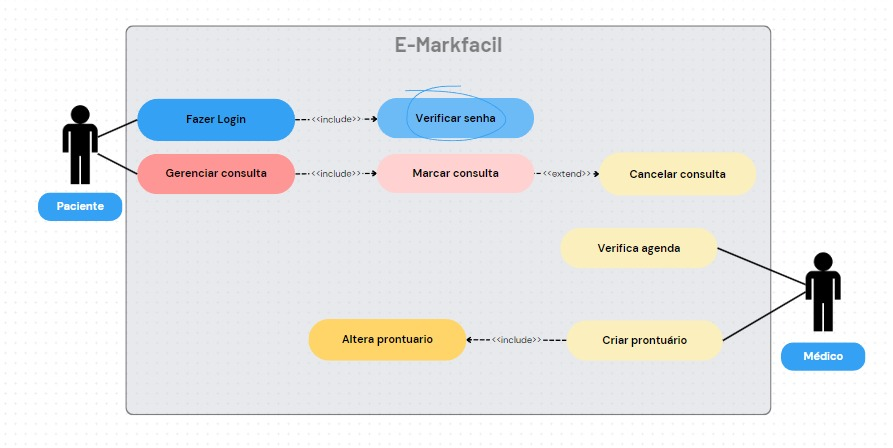 E-Markfacil
Fazer Login
<<include>>
Verificar senha
Gerenciar consulta
<<include>>
Marcar consulta
<<extend>>
Cancelar consulta
Paciente
Verifica agenda
Altera prontuario
<<include>>
Criar prontuário
Médico